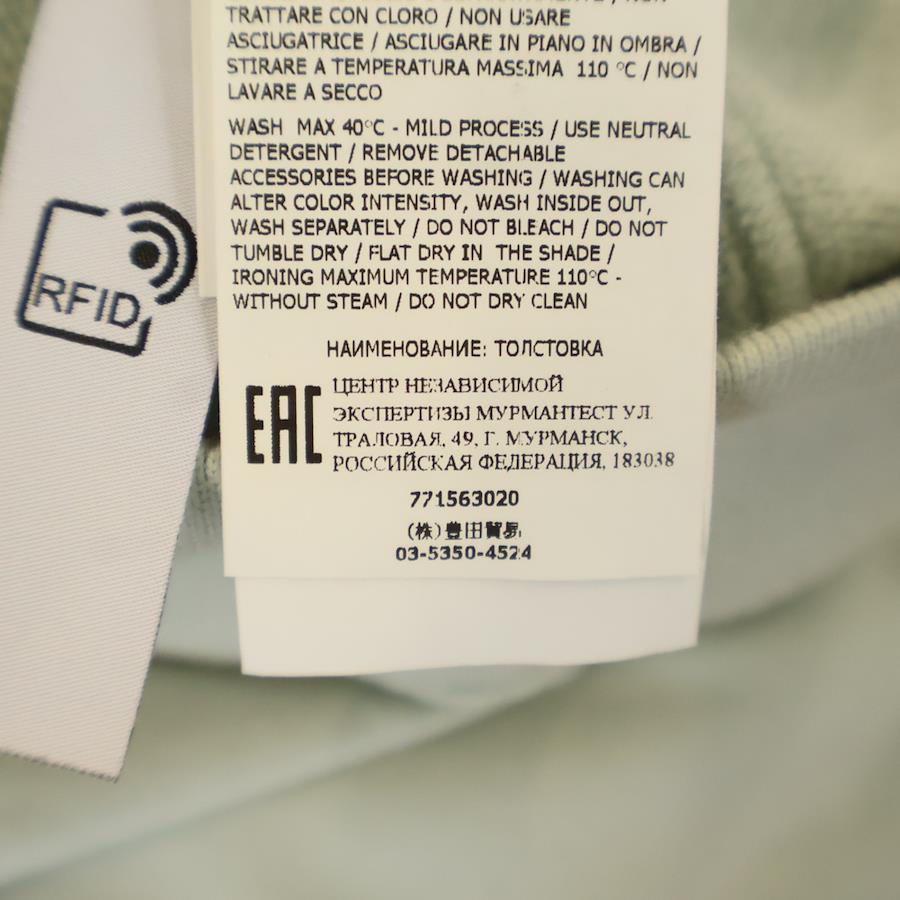 TRATTARE CON CLORO / NON USARE
ASCIUGATRICE / ASCIUGARE IN PIANO IN OMBRA /
STIRARE A TEMPERATURA MASSIMA 110 °C / NON
LAVARE A SECCO
WASH MAX 40°C - MILD PROCESS / USE NEUTRAL
DETERGENT / REMOVE DETACHABLE
ACCESSORIES BEFORE WASHING / WASHING CAN
ALTER COLOR INTENSITY, WASH INSIDE OUT,
WASH SEPARATELY / DO NOT BLEACH / DO NOT
TUMBLE DRY / FLAT DRY IN THE SHADE /
IRONING MAXIMUM TEMPERATURE 110°C -
WITHOUT STEAM / DO NOT DRY CLEAN
RFID
НАИМЕНОВАНИЕ: ТОЛСТОВКА
EAC
ЦЕНТР НЕЗАВИСИМОЙ
ЭКСПЕРТИЗЫ МУРМАНТЕСТ УЛ.
ТРАЛОВАЯ, 49, Г. МУРМАНСК,
РОССИЙСКАЯ ФЕДЕРАЦИЯ, 183038
771563020
(株)豊田貿易
03-5350-4524